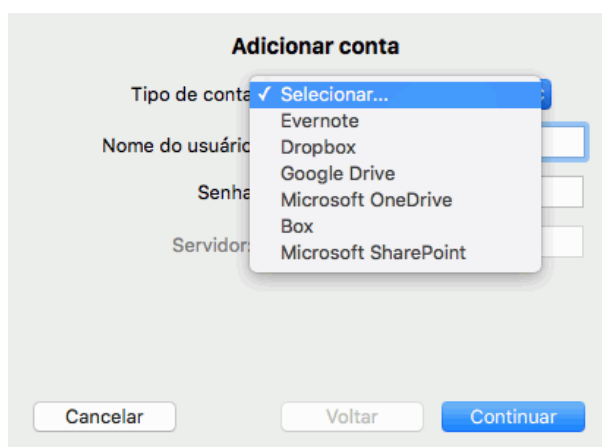 Adicionar conta
Tipo de conta
✓ Selecionar...
Evernote
Nome do usuário
Dropbox
Google Drive
Senha
Microsoft OneDrive
Box
Servidor:
Microsoft SharePoint
Cancelar
Voltar
Continuar